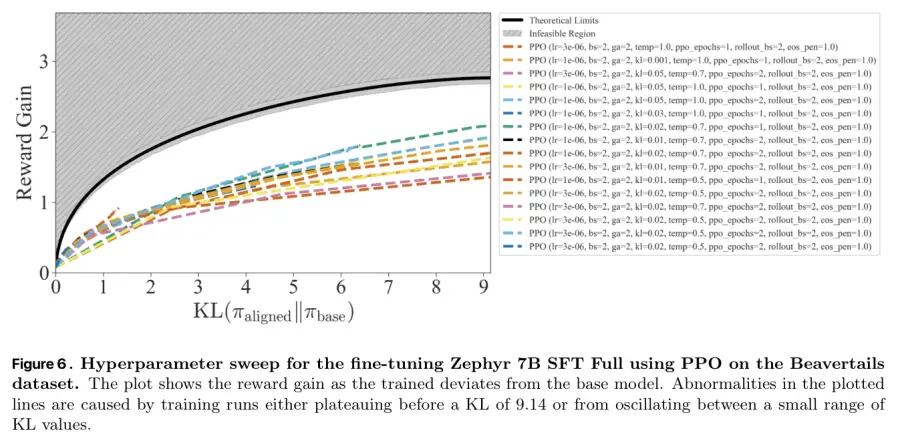 Theoretical Limits
Infeasible Region
PPO (lr=3e-06, bs=2, ga=2, temp=1.0, ppo_epochs=1, rollout_bs=2, eos_pen=1.0)
PPO (lr=1e-06, bs=2, ga=2, kl=0.001, temp=1.0, ppo_epochs=1, rollout_bs=2, eos_pen=1.0)
PPO (lr=3e-06, bs=2, ga=2, kl=0.05, temp=0.7, ppo_epochs=2, rollout_bs=2, eos_pen=1.0)
PPO (lr=1e-06, bs=2, ga=2, kl=0.05, temp=1.0, ppo_epochs=1, rollout_bs=2, eos_pen=1.0)
PPO (lr=3e-06, bs=2, ga=2, kl=0.05, temp=1.0, ppo_epochs=2, rollout_bs=2, eos_pen=1.0)
PPO (lr=1e-06, bs=2, ga=2, kl=0.03, temp=1.0, ppo_epochs=1, rollout_bs=2, eos_pen=1.0)
PPO (lr=1e-06, bs=2, ga=2, kl=0.02, temp=0.7, ppo_epochs=1, rollout_bs=2, eos_pen=1.0)
PPO (lr=1e-06, bs=2, ga=2, kl=0.01, temp=0.7, ppo_epochs=2, rollout_bs=2, eos_pen=1.0)
PPO (lr=1e-06, bs=2, ga=2, kl=0.02, temp=0.7, ppo_epochs=2, rollout_bs=2, eos_pen=1.0)
PPO (lr=3e-06, bs=2, ga=2, kl=0.01, temp=0.7, ppo_epochs=2, rollout_bs=2, eos_pen=1.0)
PPO (lr=1e-06, bs=2, ga=2, kl=0.01, temp=0.5, ppo_epochs=1, rollout_bs=2, eos_pen=1.0)
PPO (lr=3e-06, bs=2, ga=2, kl=0.02, temp=0.5, ppo_epochs=2, rollout_bs=2, eos_pen=1.0)
PPO (lr=3e-06, bs=2, ga=2, kl=0.02, temp=0.7, ppo_epochs=2, rollout_bs=2, eos_pen=1.0)
PPO (lr=3e-06, bs=2, ga=2, kl=0.02, temp=0.5, ppo_epochs=2, rollout_bs=2, eos_pen=1.0)
PPO (lr=3e-06, bs=2, ga=2, kl=0.02, temp=0.5, ppo_epochs=2, rollout_bs=2, eos_pen=1.0)
PPO (lr=3e-06, bs=2, ga=2, kl=0.02, temp=0.5, ppo_epochs=2, rollout_bs=2, eos_pen=1.0)
Reward Gain
3
2
1
0
0 1 2 3 4 5 6 7 8 9
KL(π_aligned‖π_base)
Figure 6. Hyperparameter sweep for the fine-tuning Zephyr 7B SFT Full using PPO on the Beavertails
dataset. The plot shows the reward gain as the trained deviates from the base model. Abnormalities in the plotted
lines are caused by training runs either plateauing before a KL of 9.14 or from oscillating between a small range of
KL values.